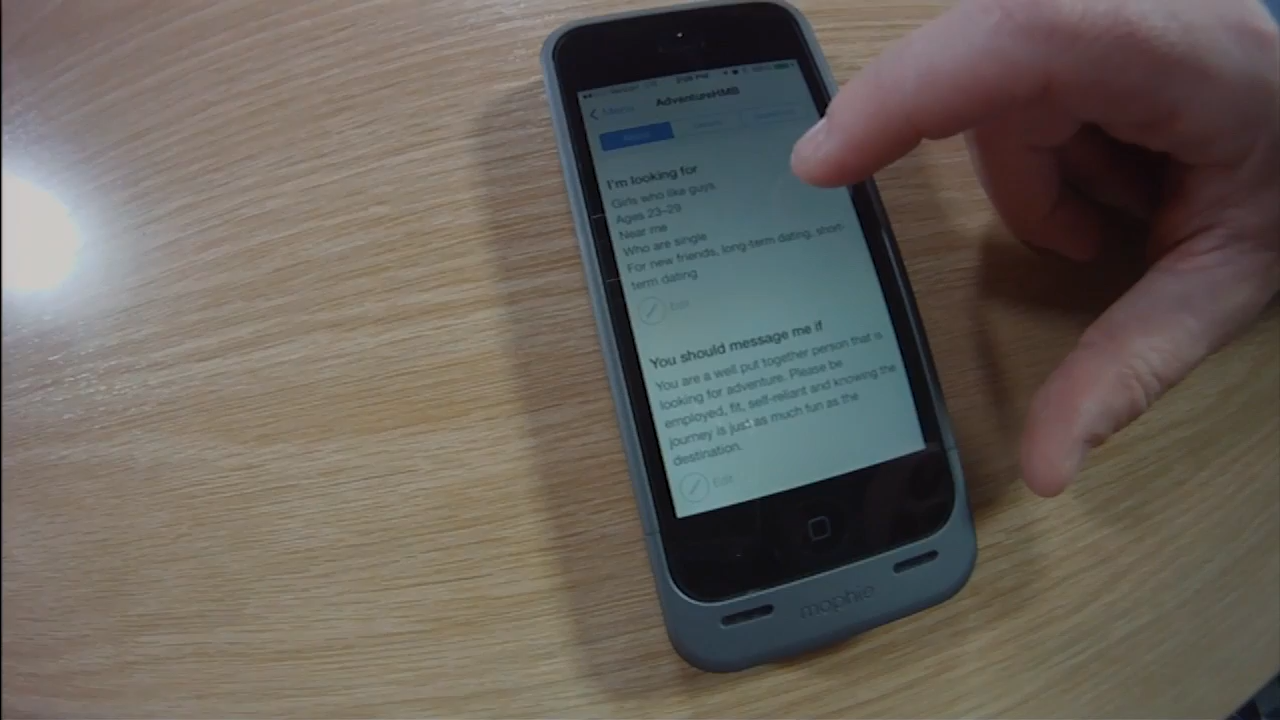 Menu
AdventureHMB
I'm looking for
Girls who like guys
Ages 23–29
Near me
Who are single
For new friends, long-term dating, short-
term dating
Edit
You should message me if
You are a well put together person that is
looking for adventure. Please be
employed, fit, self-reliant and knowing the
journey is just as much fun as the
destination.
Edit
mophie